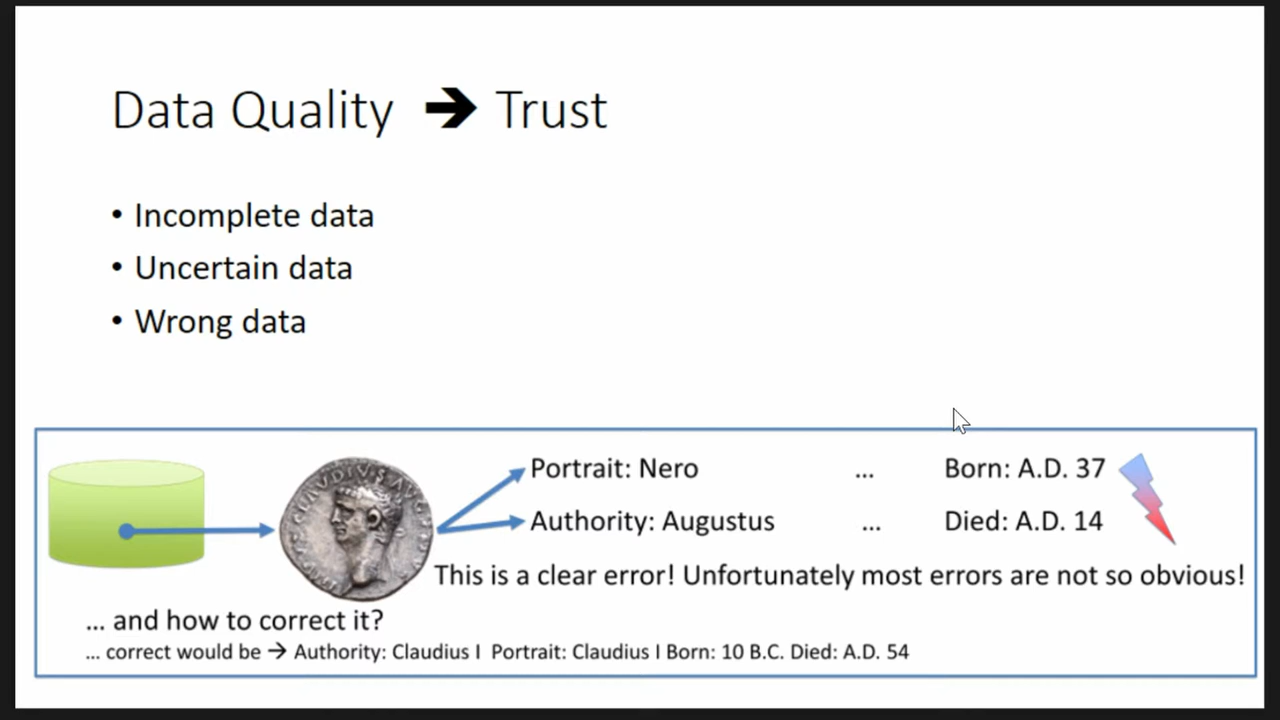 Data Quality ➔ Trust
• Incomplete data
• Uncertain data
• Wrong data
Portrait: Nero ... Born: A.D. 37
Authority: Augustus ... Died: A.D. 14
This is a clear error! Unfortunately most errors are not so obvious!
... and how to correct it?
... correct would be → Authority: Claudius I Portrait: Claudius I Born: 10 B.C. Died: A.D. 54